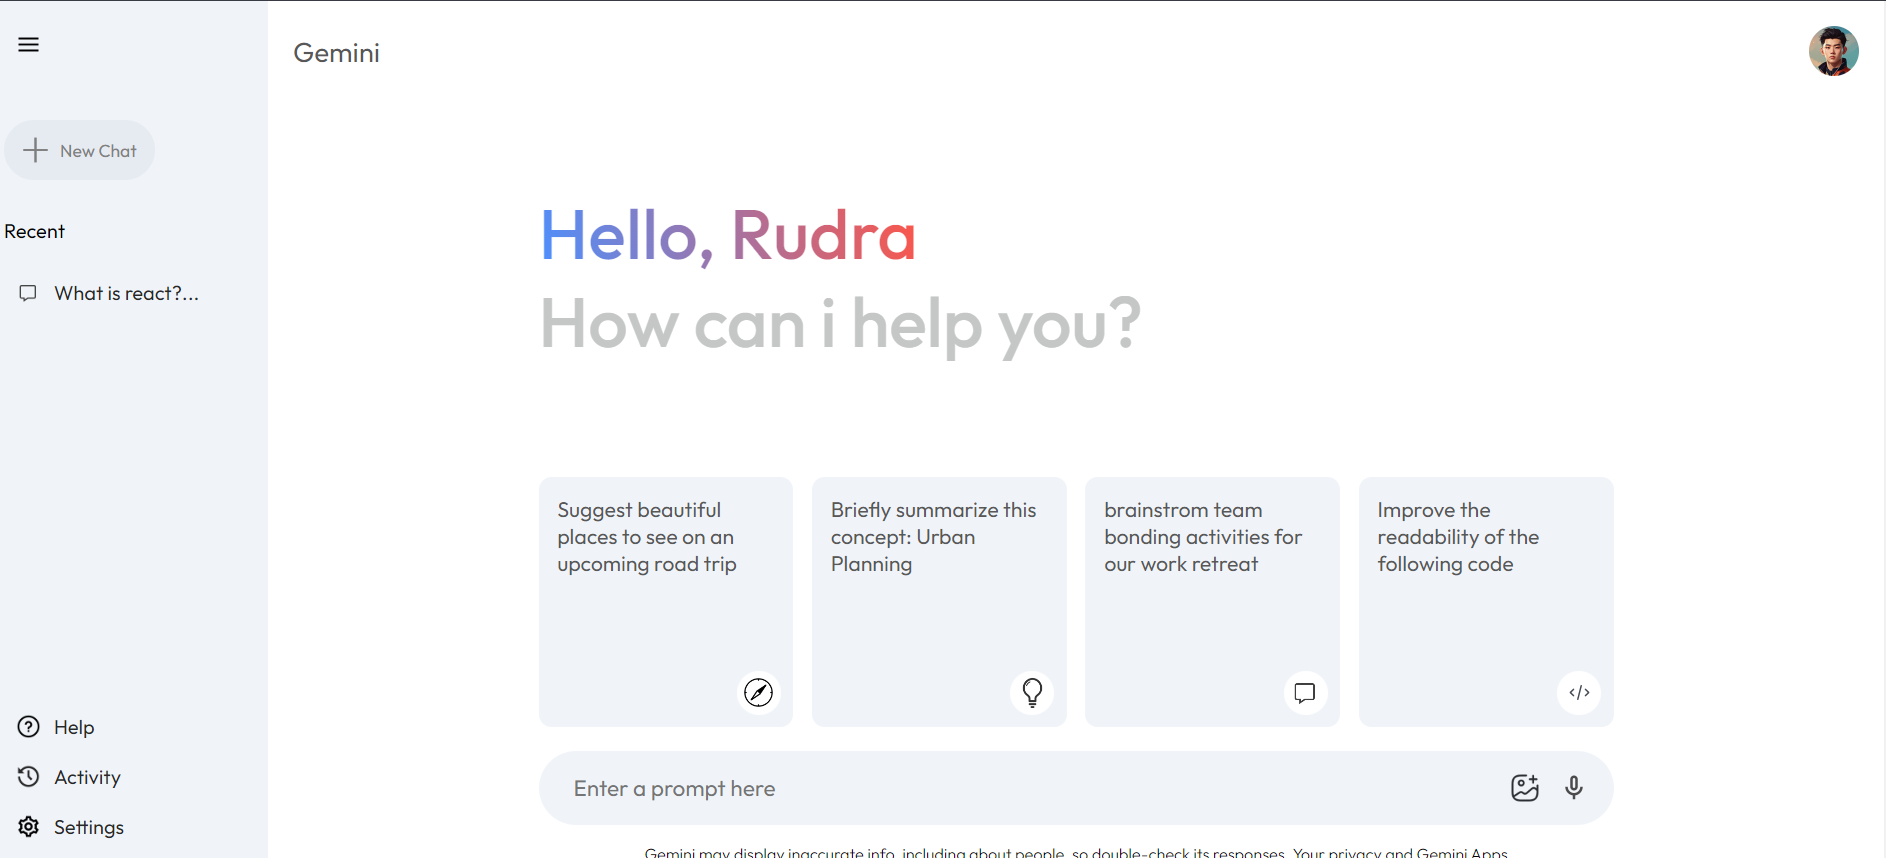 Gemini
New Chat
Recent
What is react?...
Hello, Rudra
How can i help you?
Suggest beautiful
places to see on an
upcoming road trip
Briefly summarize this
concept: Urban
Planning
brainstrom team
bonding activities for
our work retreat
Improve the
readability of the
following code
</>
Help
Activity
Settings
Enter a prompt here
Gemini may display inaccurate info, including about people, so double-check its responses. Your privacy and Gemini Apps